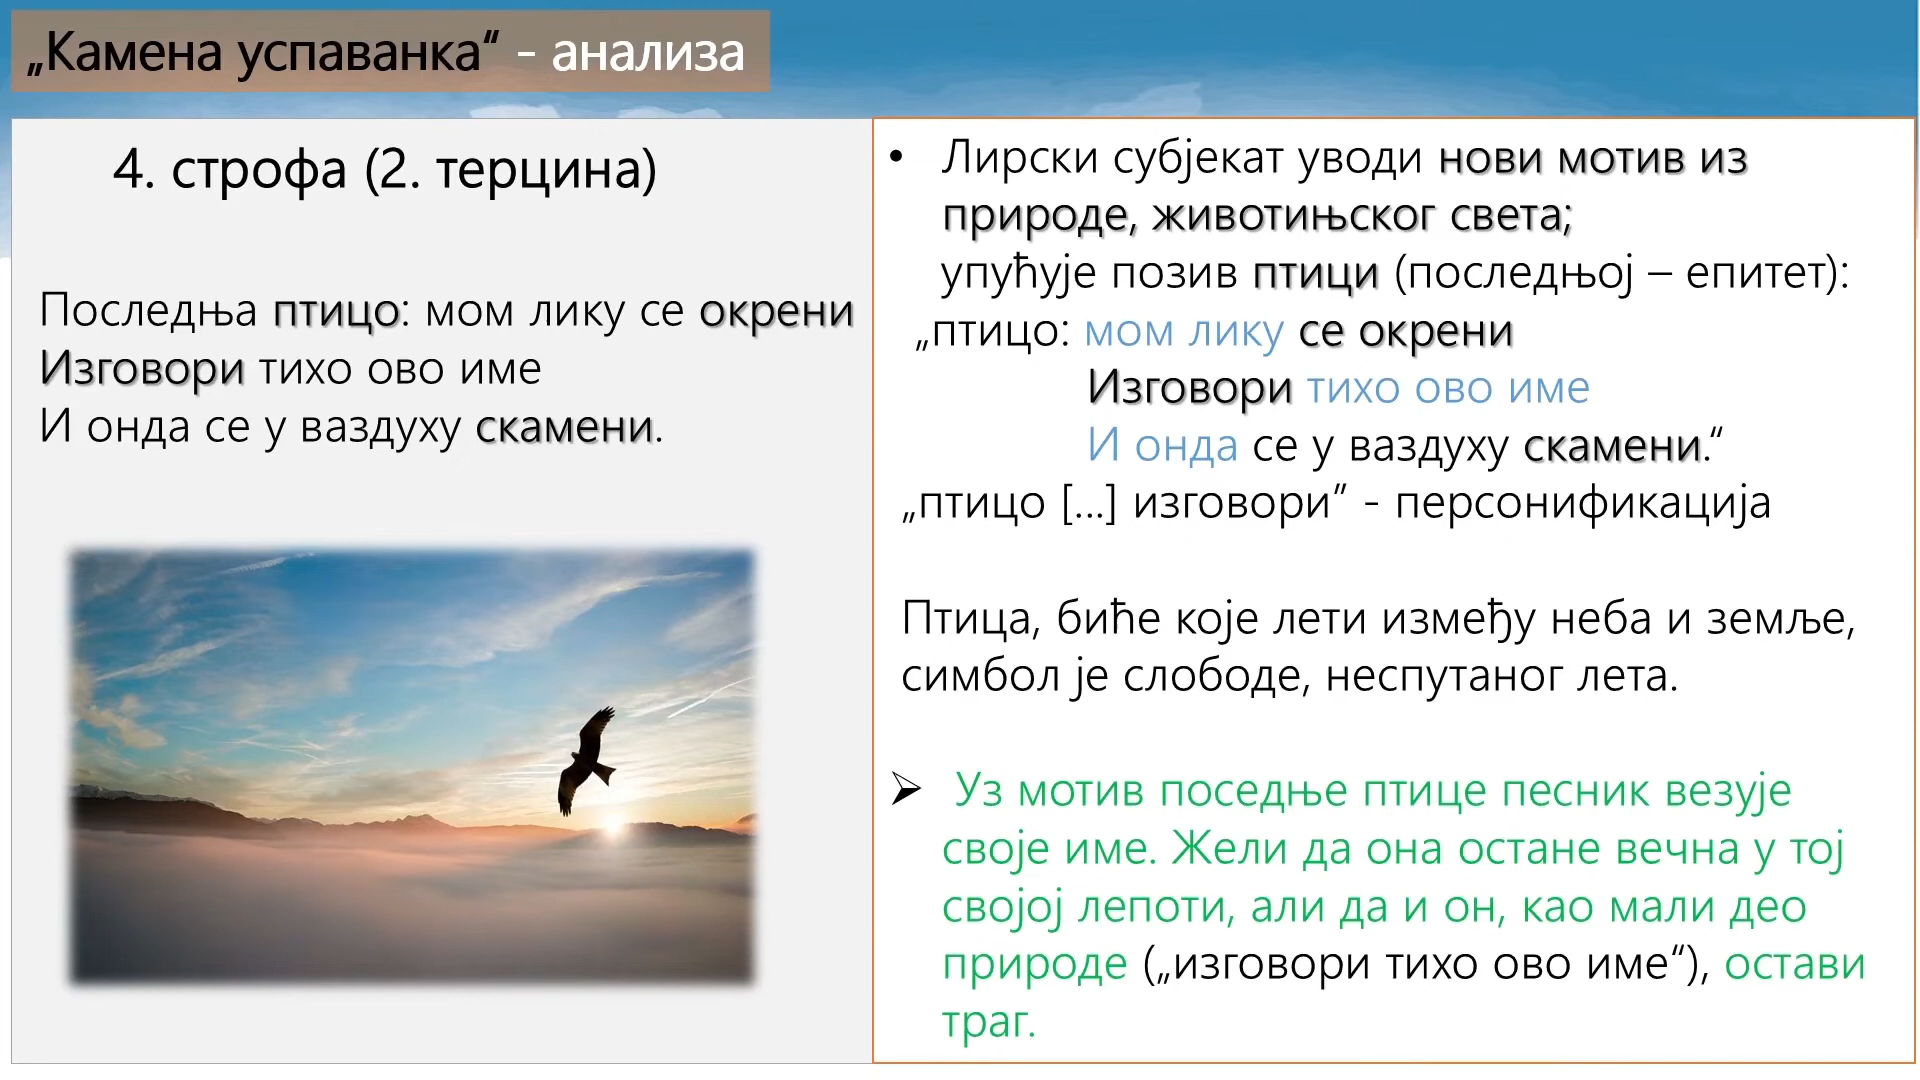 „Камена успаванка“ - анализа
4. строфа (2. терцина)
Последња птицо: мом лику се окрени
Изговори тихо ово име
И онда се у ваздуху скамени.
• Лирски субјекат уводи нови мотив из
природе, животињског света;
упућује позив птици (последњој – епитет):
„птицо: мом лику се окрени
Изговори тихо ово име
И онда се у ваздуху скамени.“
„птицо [...] изговори” - персонификација
Птица, биће које лети између неба и земље,
симбол је слободе, неспутаног лета.
➢ Уз мотив поседње птице песник везује
своје име. Жели да она остане вечна у тој
својој лепоти, али да и он, као мали део
природе („изговори тихо ово име“), остави
траг.